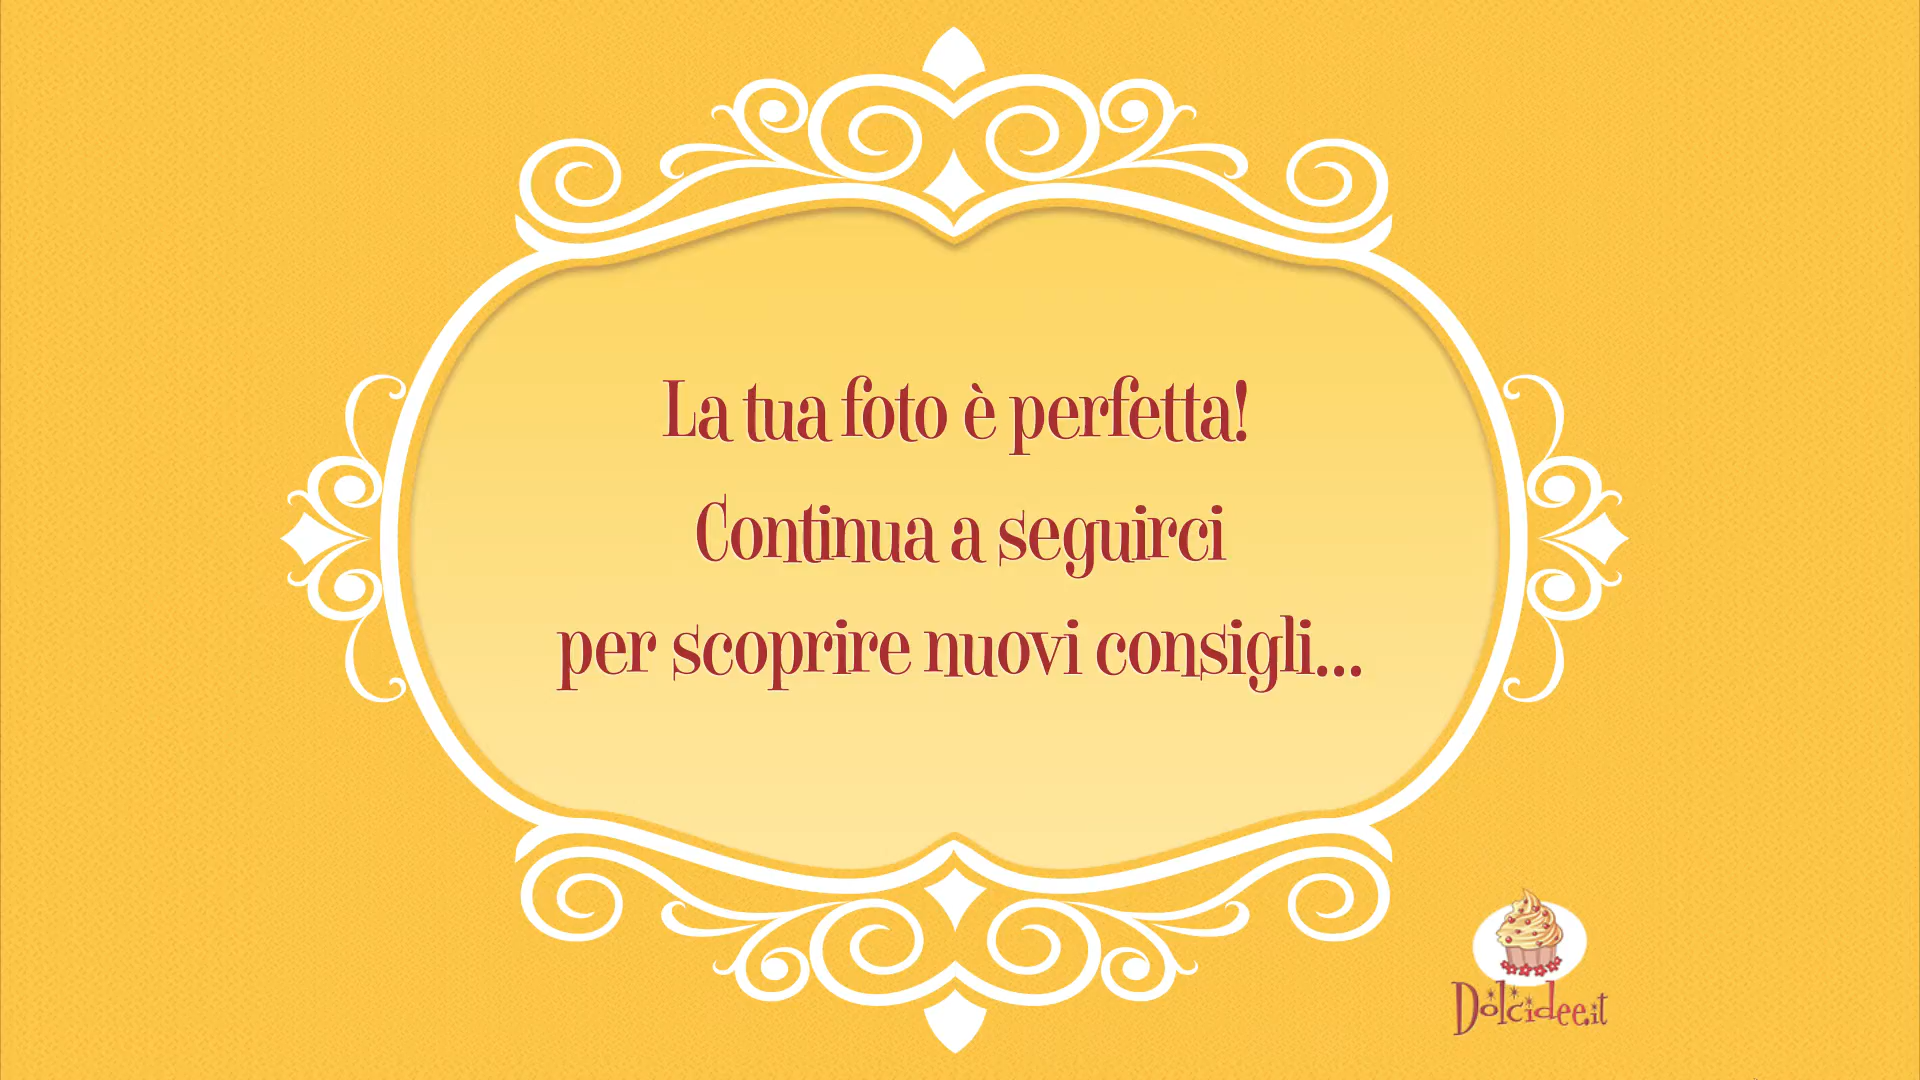 La tua foto è perfetta!
Continua a seguirci
per scoprire nuovi consigli...
Dolcidee.it